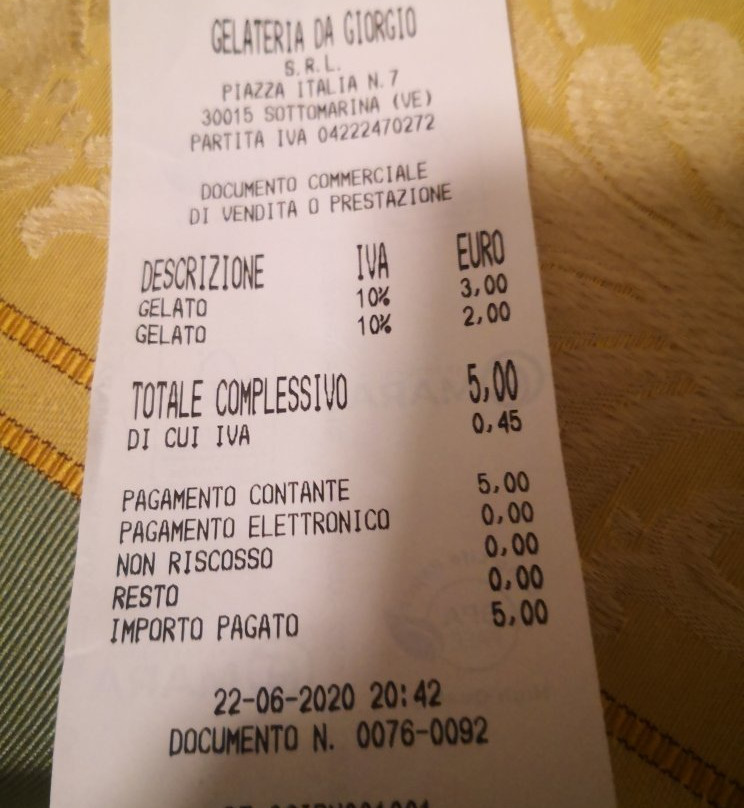 GELATERIA DA GIORGIO
S.R.L.
PIAZZA ITALIA N.7
30015 SOTTOMARINA (VE)
PARTITA IVA 04222470272
DOCUMENTO COMMERCIALE
DI VENDITA O PRESTAZIONE
DESCRIZIONE IVA EURO
GELATO 10% 3,00
GELATO 10% 2,00
TOTALE COMPLESSIVO 5,00
DI CUI IVA 0,45
PAGAMENTO CONTANTE 5,00
PAGAMENTO ELETTRONICO 0,00
NON RISCOSSO 0,00
RESTO 0,00
IMPORTO PAGATO 5,00
22-06-2020 20:42
DOCUMENTO N. 0076-0092